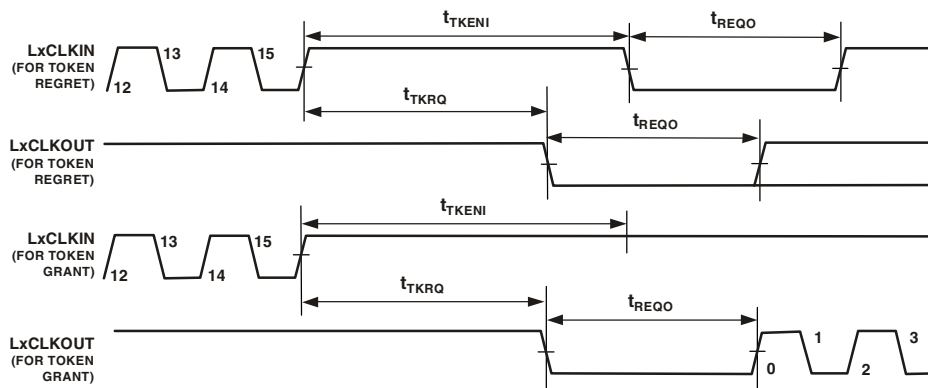 tTKENI
tREQO
LxCLKIN
(FOR TOKEN
REGRET)
12
13
14
15
tTKRQ
tREQO
LxCLKOUT
(FOR TOKEN
REGRET)
tTKENI
LxCLKIN
(FOR TOKEN
GRANT)
12
13
14
15
tTKRQ
tREQO
LxCLKOUT
(FOR TOKEN
GRANT)
0
1
2
3